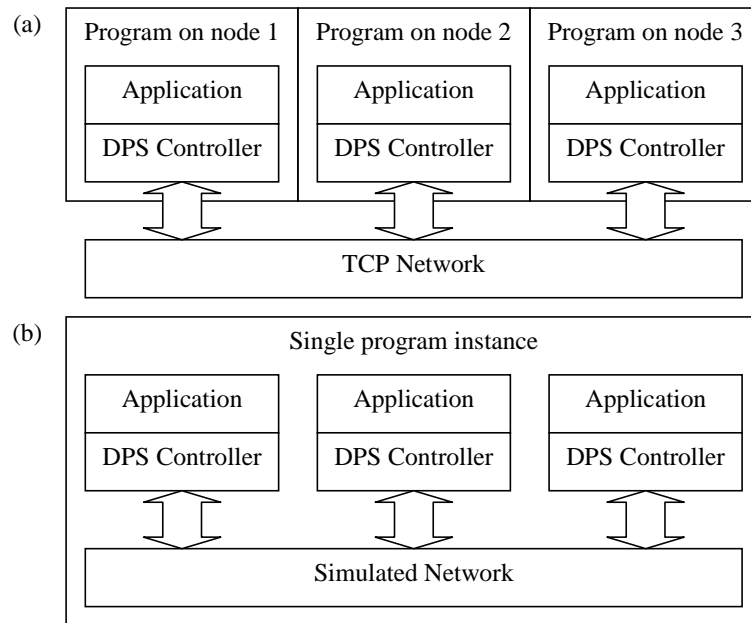 (a)
Program on node 1 Program on node 2 Program on node 3
Application Application Application
DPS Controller DPS Controller DPS Controller
TCP Network
(b)
Single program instance
Application Application Application
DPS Controller DPS Controller DPS Controller
Simulated Network